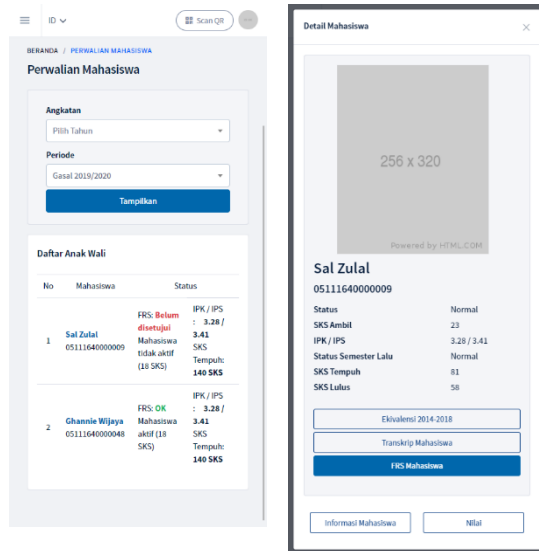 ID
Scan QR
BERANDA / PERWALIAN MAHASISWA
Perwalian Mahasiswa
Angkatan
Pilih Tahun
Periode
Gasal 2019/2020
Tampilkan
Daftar Anak Wali
No Mahasiswa Status
1
Sal Zulal
05111640000009
FRS: Belum
disetujui
Mahasiswa
tidak aktif
(18 SKS)
IPK / IPS
: 3.28 /
3.41
SKS
Tempuh:
140 SKS
2
Ghannie Wijaya
05111640000048
FRS: OK
Mahasiswa
aktif (18
SKS)
IPK / IPS
: 3.28 /
3.41
SKS
Tempuh:
140 SKS
Detail Mahasiswa
256 x 320
Powered by HTML.COM
Sal Zulal
05111640000009
Status Normal
SKS Ambil 23
IPK / IPS 3.28 / 3.41
Status Semester Lalu Normal
SKS Tempuh 81
SKS Lulus 58
Ekivalensi 2014-2018
Transkrip Mahasiswa
FRS Mahasiswa
Informasi Mahasiswa
Nilai